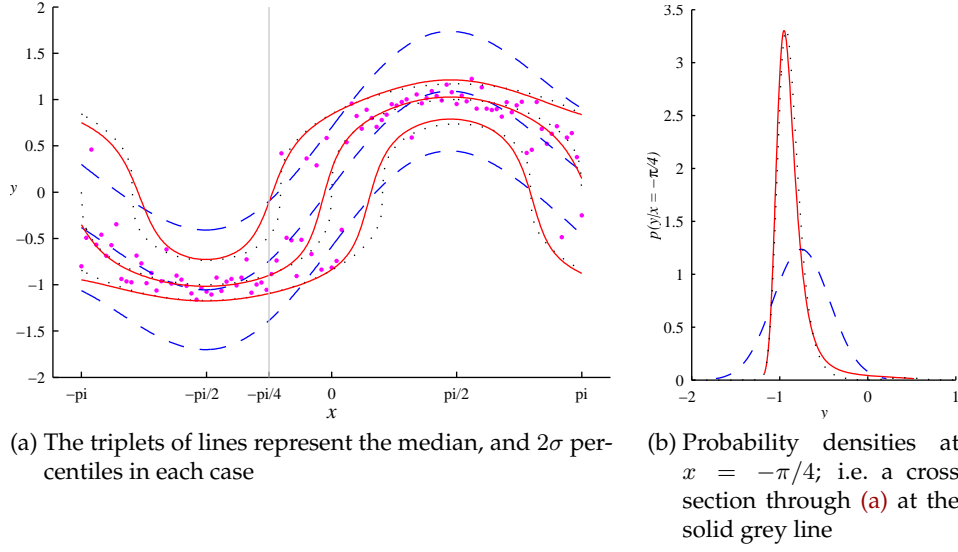 2
1.5
1
0.5
y
0
−0.5
−1
−1.5
−2
−pi
−pi/2
−pi/4
0
pi/2
pi
x
(a) The triplets of lines represent the median, and 2σ per-
centiles in each case
3.5
3
2.5
2
1.5
1
0.5
0
p(y/x = −π/4)
−2
−1
0
1
y
(b) Probability densities at
x = −π/4; i.e. a cross
section through (a) at the
solid grey line